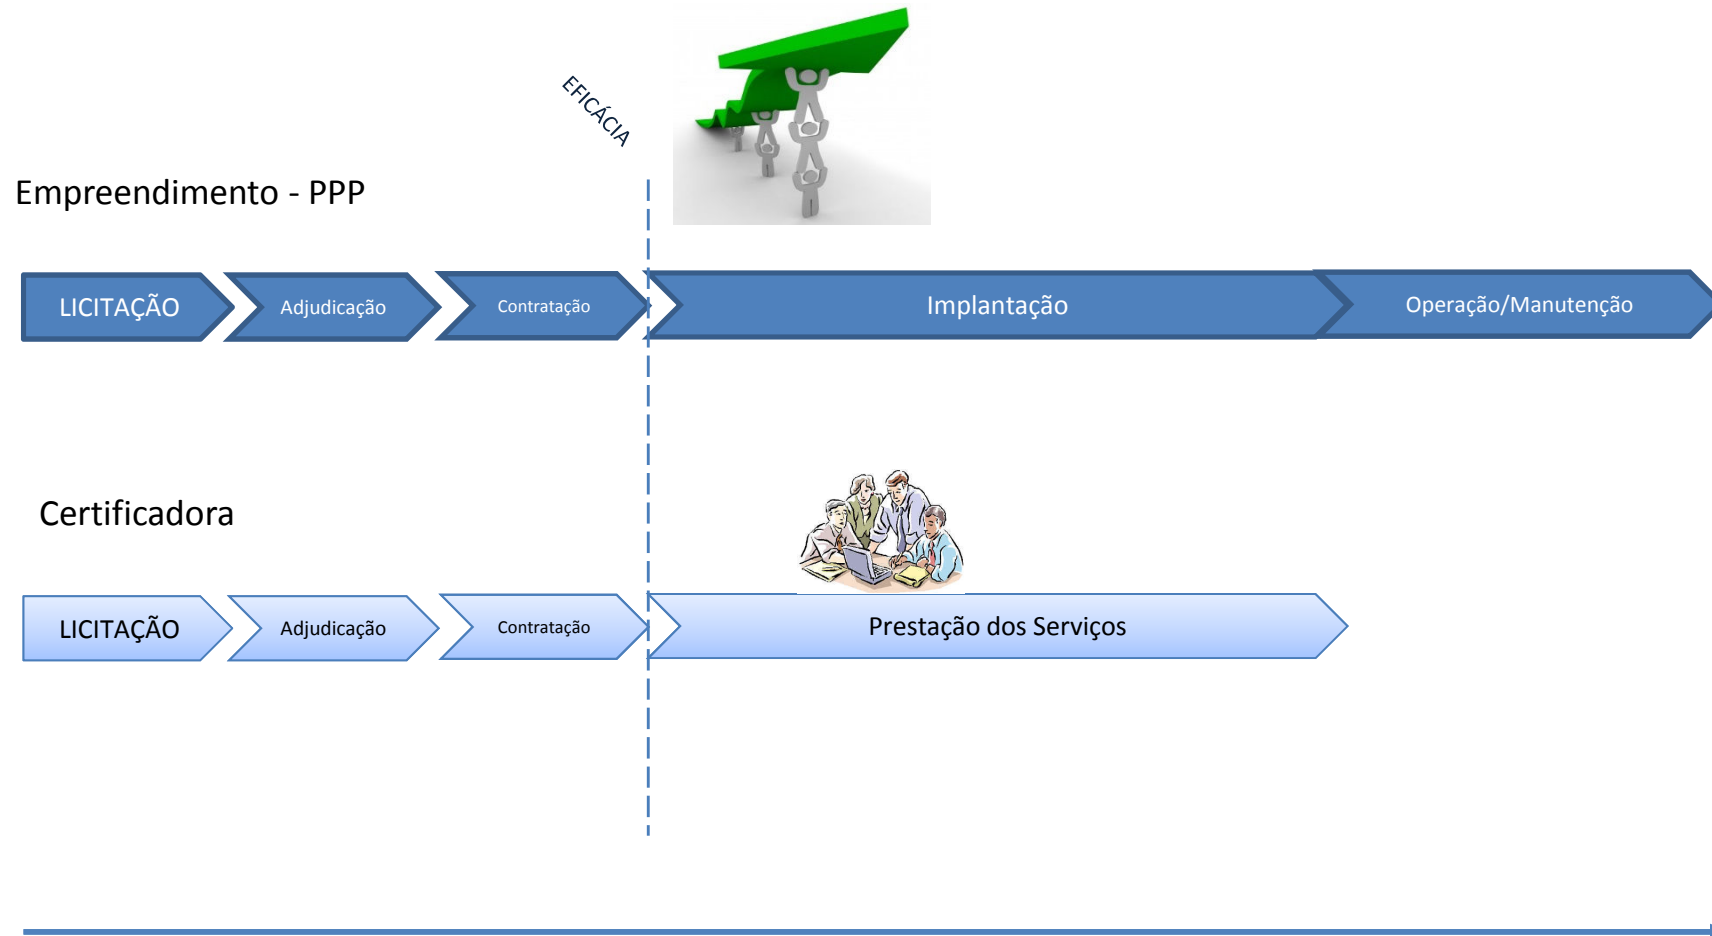 EFICÁCIA
Empreendimento - PPP
LICITAÇÃO
Adjudicação
Contratação
Implantação
Operação/Manutenção
Certificadora
LICITAÇÃO
Adjudicação
Contratação
Prestação dos Serviços